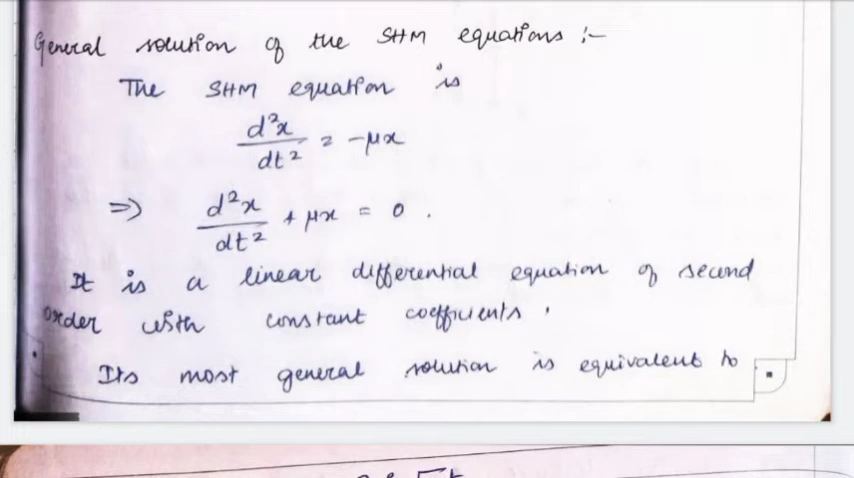 General solution of the SHM equations :-
The SHM equation is
d²x/dt² = -μx
⇒ d²x/dt² + μx = 0 .
It is a linear differential equation of second
order with constant coefficients .
Its most general solution is equivalent to